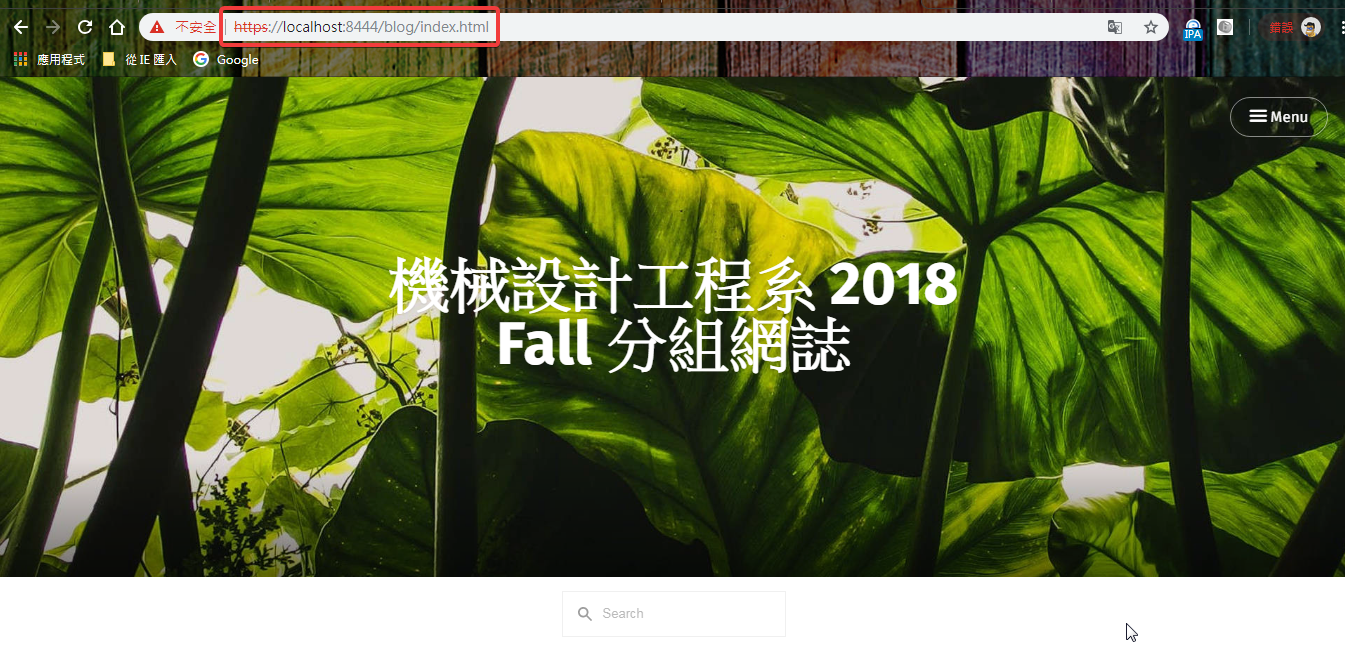 不安全 | https://localhost:8444/blog/index.html
IPA
錯誤
應用程式 從 IE 匯入 Google
Menu
機械設計工程系 2018
Fall 分組網誌
Search